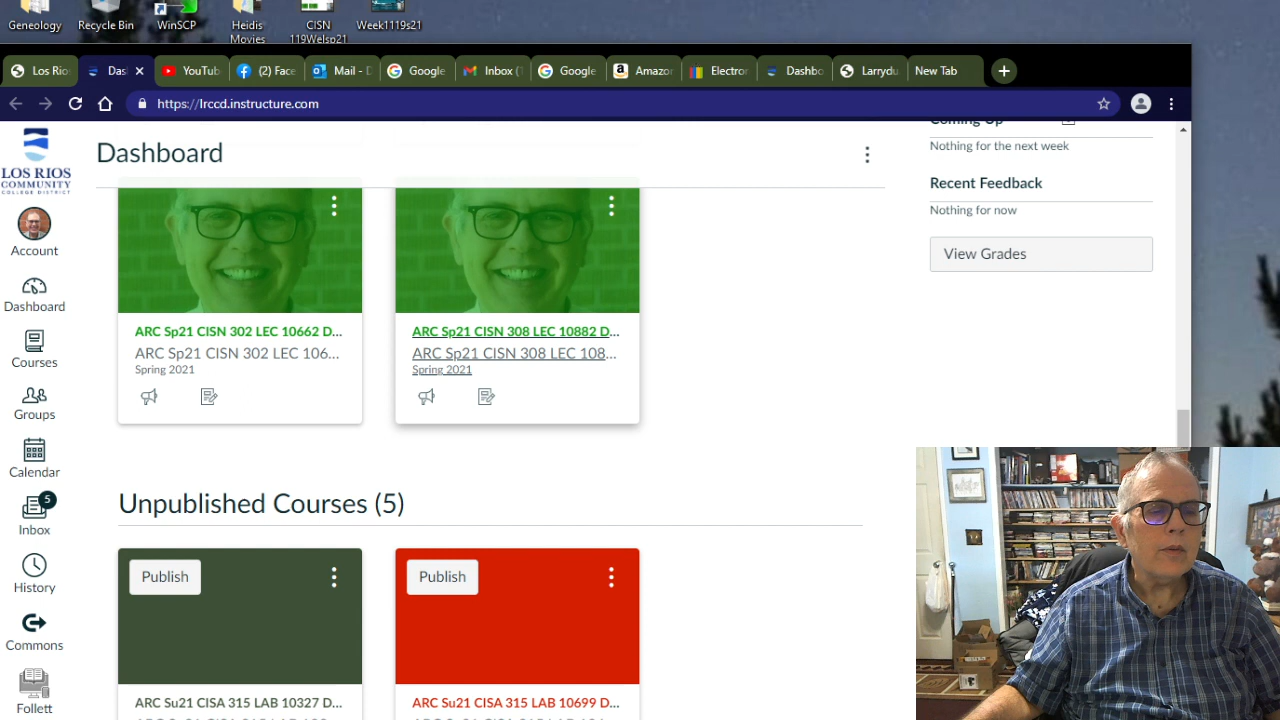 Geneology
Recycle Bin
WinSCP
Heidis
Movies
CISN
119Welsp21
Week1119s21
Los Rio
Das
YouTub
(2) Face
Mail - D
Google
Inbox (
Google
Amazo
Electror
Dashbo
Larrydu
New Tab
https://lrccd.instructure.com
LOS RIOS
COMMUNITY
COLLEGE DISTRICT
Account
Dashboard
Courses
Groups
Calendar
5
Inbox
History
Commons
Follett
Dashboard
ARC Sp21 CISN 302 LEC 10662 D...
ARC Sp21 CISN 302 LEC 106...
Spring 2021
ARC Sp21 CISN 308 LEC 10882 D...
ARC Sp21 CISN 308 LEC 108...
Spring 2021
Unpublished Courses (5)
Publish
ARC Su21 CISA 315 LAB 10327 D...
Publish
ARC Su21 CISA 315 LAB 10699 D...
Coming Up
Nothing for the next week
Recent Feedback
Nothing for now
View Grades